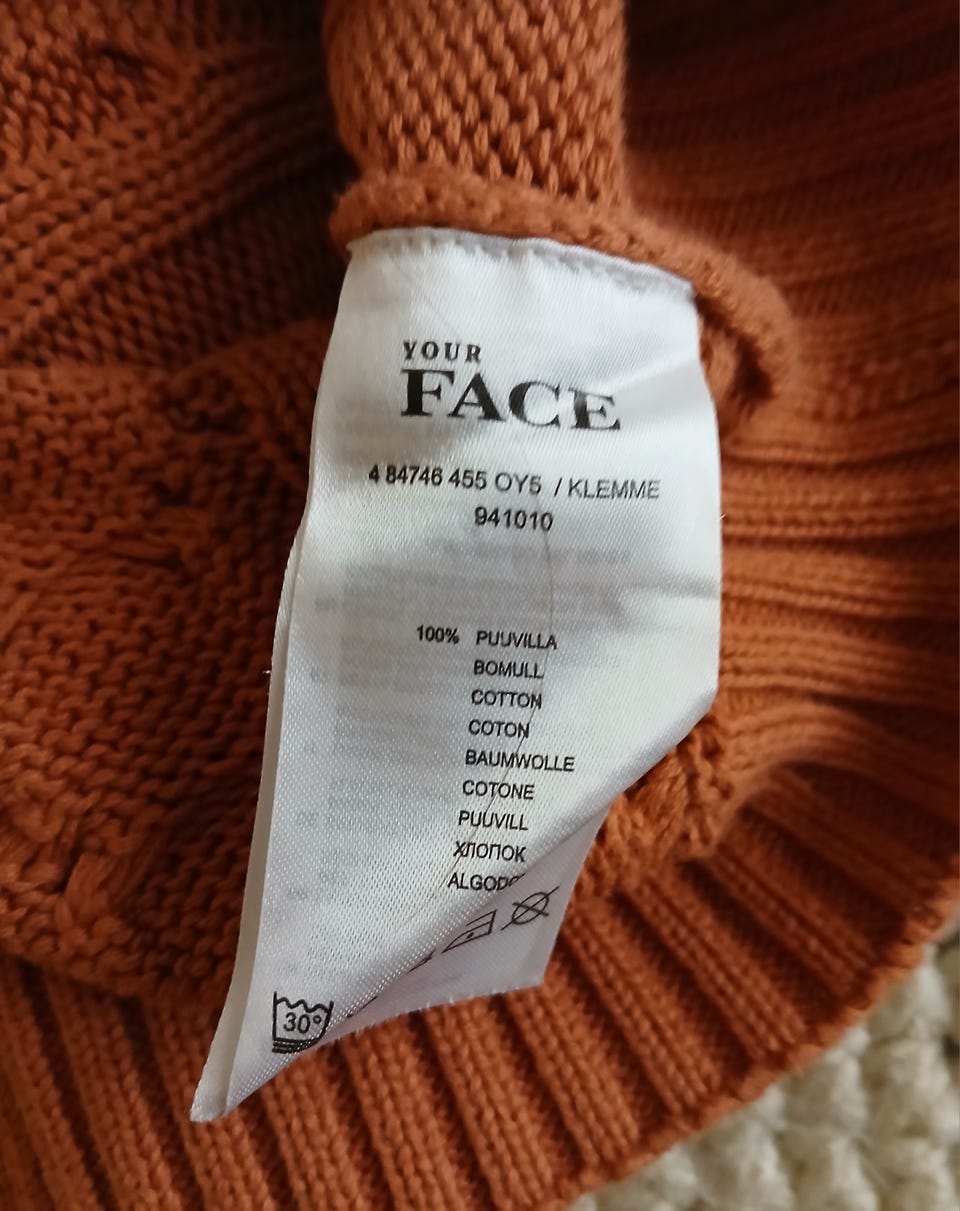 YOUR
FACE
4 84746 455 OY5 / KLEMME
941010
100% PUUVILLA
BOMULL
COTTON
COTON
BAUMWOLLE
COTONE
PUUVILL
ХЛОПОК
30°